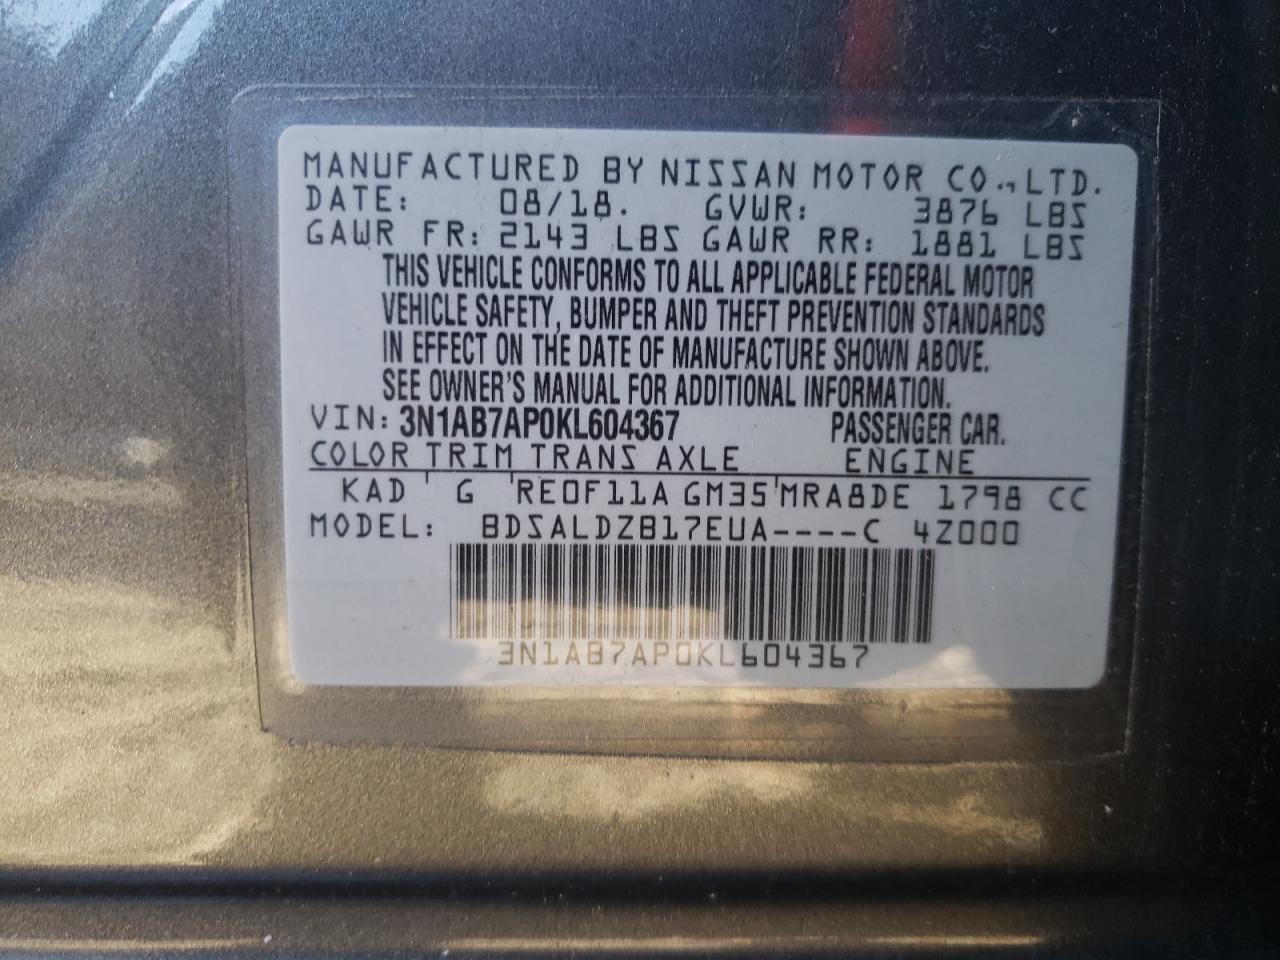 MANUFACTURED BY NISSAN MOTOR CO., LTD.
DATE: 08/18. GVWR: 3876 LBS
GAWR FR: 2143 LBS GAWR RR: 1881 LBS
THIS VEHICLE CONFORMS TO ALL APPLICABLE FEDERAL MOTOR
VEHICLE SAFETY, BUMPER AND THEFT PREVENTION STANDARDS
IN EFFECT ON THE DATE OF MANUFACTURE SHOWN ABOVE.
SEE OWNER'S MANUAL FOR ADDITIONAL INFORMATION.
VIN: 3N1AB7AP0KL604367 PASSENGER CAR.
COLOR TRIM TRANS AXLE ENGINE
KAD G RE0F11A GM35 MRA8DE 1798 CC
MODEL: BDSALDZB17EUA----C 4Z000
3N1AB7AP0KL604367